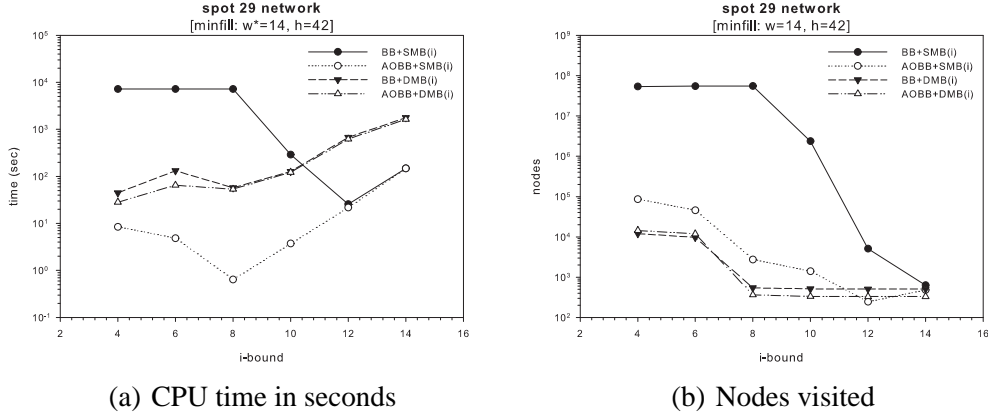 spot 29 network
[minfill: w*=14, h=42]
10^5
10^4
10^3
10^2
10^1
10^0
10^-1
time (sec)
2
4
6
8
10
12
14
16
i-bound
BB+SMB(i)
AOBB+SMB(i)
BB+DMB(i)
AOBB+DMB(i)
(a) CPU time in seconds
spot 29 network
[minfill: w=14, h=42]
10^9
10^8
10^7
10^6
10^5
10^4
10^3
10^2
nodes
2
4
6
8
10
12
14
16
i-bound
BB+SMB(i)
AOBB+SMB(i)
BB+DMB(i)
AOBB+DMB(i)
(b) Nodes visited